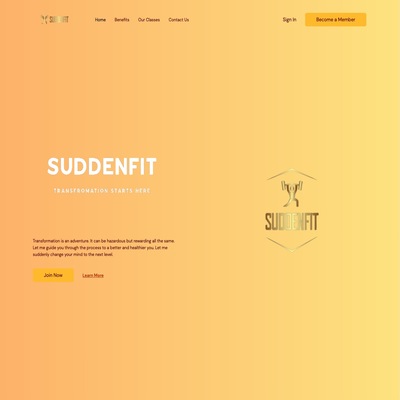 SUDDENFIT
Home Benefits Our Classes Contact Us
Sign in
Become a Member
SUDDENFIT
TRANSTROMATION STARTS HERE
Transformation is an adventure. It can be hazardous but rewarding all the same.
Let me guide you through the process to a better and healthier you. Let me
suddenly change your mind to the next level.
Join Now
Learn More
SUDDENFIT